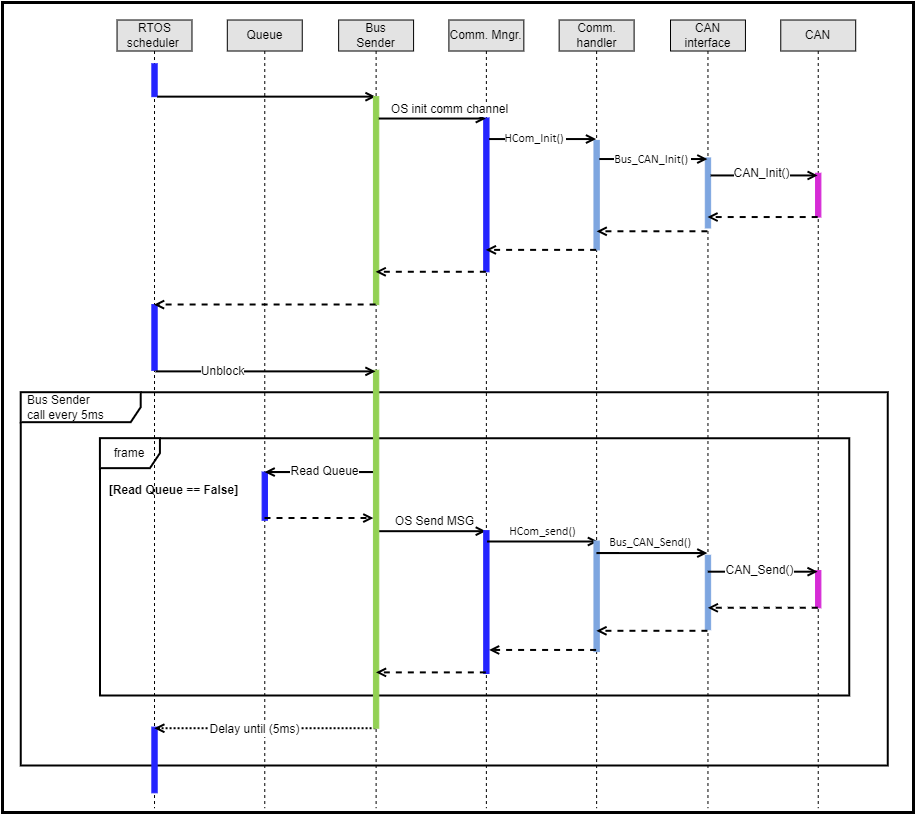 RTOS
scheduler
Queue
Bus
Sender
Comm. Mngr.
Comm.
handler
CAN
interface
CAN
OS init comm channel
HCom_Init()
Bus_CAN_Init()
CAN_Init()
Unblock
Bus Sender
call every 5ms
frame
Read Queue
[Read Queue == False]
OS Send MSG
HCom_send()
Bus_CAN_Send()
CAN_Send()
Delay until (5ms)